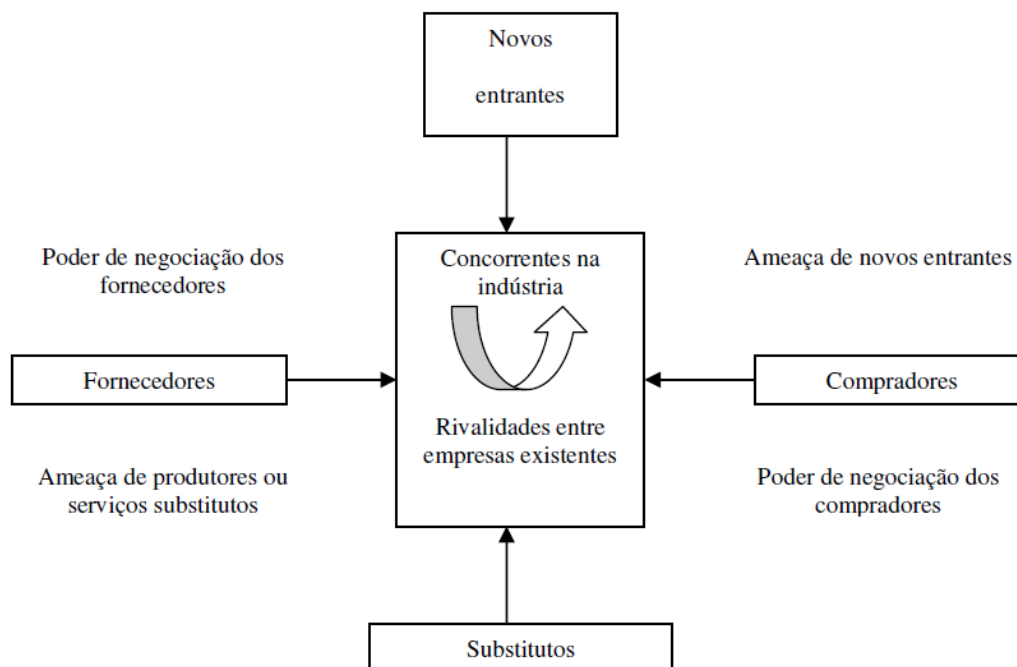 Novos
entrantes
Poder de negociação dos
fornecedores
Concorrentes na
indústria
Ameaça de novos entrantes
Fornecedores
Compradores
Rivalidades entre
empresas existentes
Ameaça de produtores ou
serviços substitutos
Poder de negociação dos
compradores
Substitutos